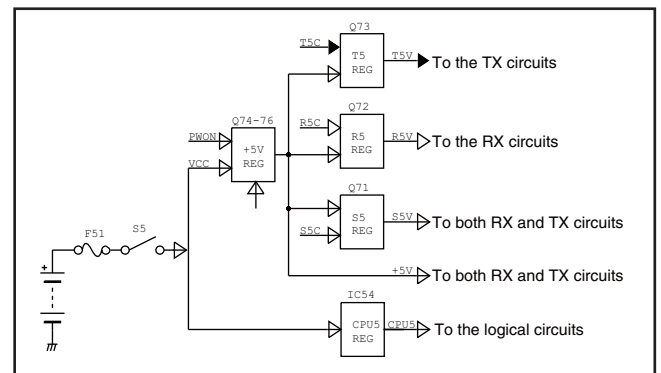 Q73
T5C
T5
REG
T5V
To the TX circuits
Q72
R5C
R5
REG
R5V
To the RX circuits
Q74-76
PWON
VCC
+5V
REG
Q71
S5C
S5
REG
S5V
To both RX and TX circuits
+5V
To both RX and TX circuits
F51
S5
+
IC54
CPU5
REG
CPU5
To the logical circuits